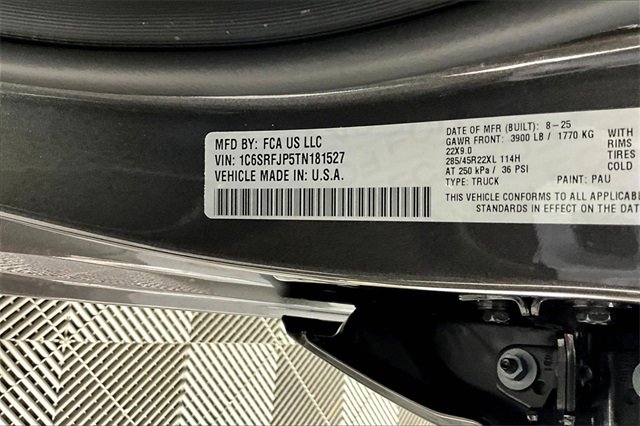 MFD BY: FCA US LLC
VIN: 1C6SRFJP5TN181527
VEHICLE MADE IN: U.S.A.
DATE OF MFR (BUILT) 8-25
GAWR FRONT: 3900 LB / 1770 KG WITH
22X9.0 RIMS
285/45R22XL 114H TIRES
AT 250 kPa / 36 PSI COLD
TYPE: TRUCK PAINT: PAU
THIS VEHICLE CONFORMS TO ALL APPLICABLE
STANDARDS IN EFFECT ON THE DAT